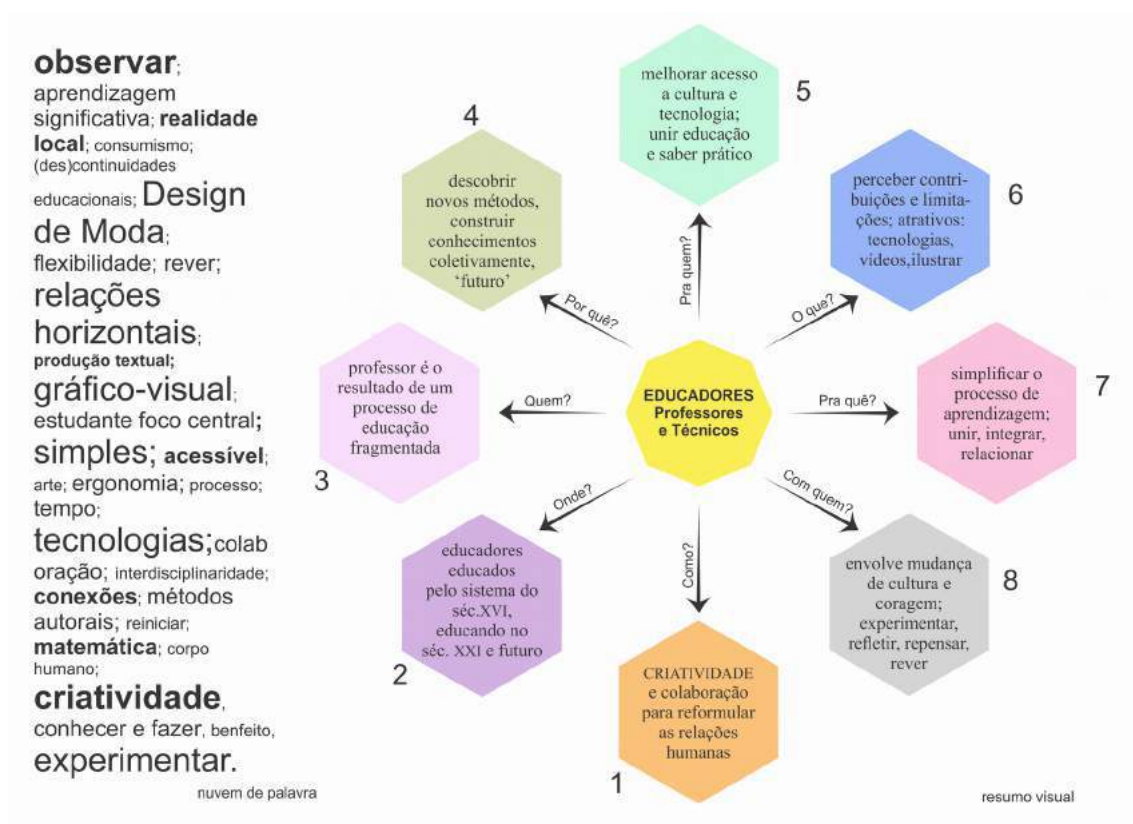 observar;
aprendizagem
significativa; realidade
local; consumismo;
(des)continuidades
educacionais; Design
de Moda;
flexibilidade; rever;
relações
horizontais;
produção textual;
gráfico-visual;
estudante foco central;
simples; acessível;
arte; ergonomia; processo;
tempo;
tecnologias;colab
oração; interdisciplinaridade;
conexões; métodos
autorais; reiniciar;
matemática; corpo
humano;
criatividade,
conhecer e fazer, benfeito,
experimentar.
nuvem de palavra
EDUCADORES
Professores
e Técnicos
Como?
1
CRIATIVIDADE
e colaboração
para reformular
as relações
humanas
Onde?
2
educadores
educados
pelo sistema do
séc.XVI,
educando no
séc. XXI e futuro
Quem?
3
professor é o
resultado de um
processo de
educação
fragmentada
Por quê?
4
descobrir
novos métodos,
construir
conhecimentos
coletivamente,
‘futuro’
Pra quem?
5
melhorar acesso
a cultura e
tecnologia;
unir educação
e saber prático
O que?
6
perceber contri-
buições e limita-
ções; atrativos:
tecnologias,
vídeos,ilustrar
Pra quê?
7
simplificar o
processo de
aprendizagem;
unir, integrar,
relacionar
Com quem?
8
envolve mudança
de cultura e
coragem;
experimentar,
refletir, repensar,
rever
resumo visual